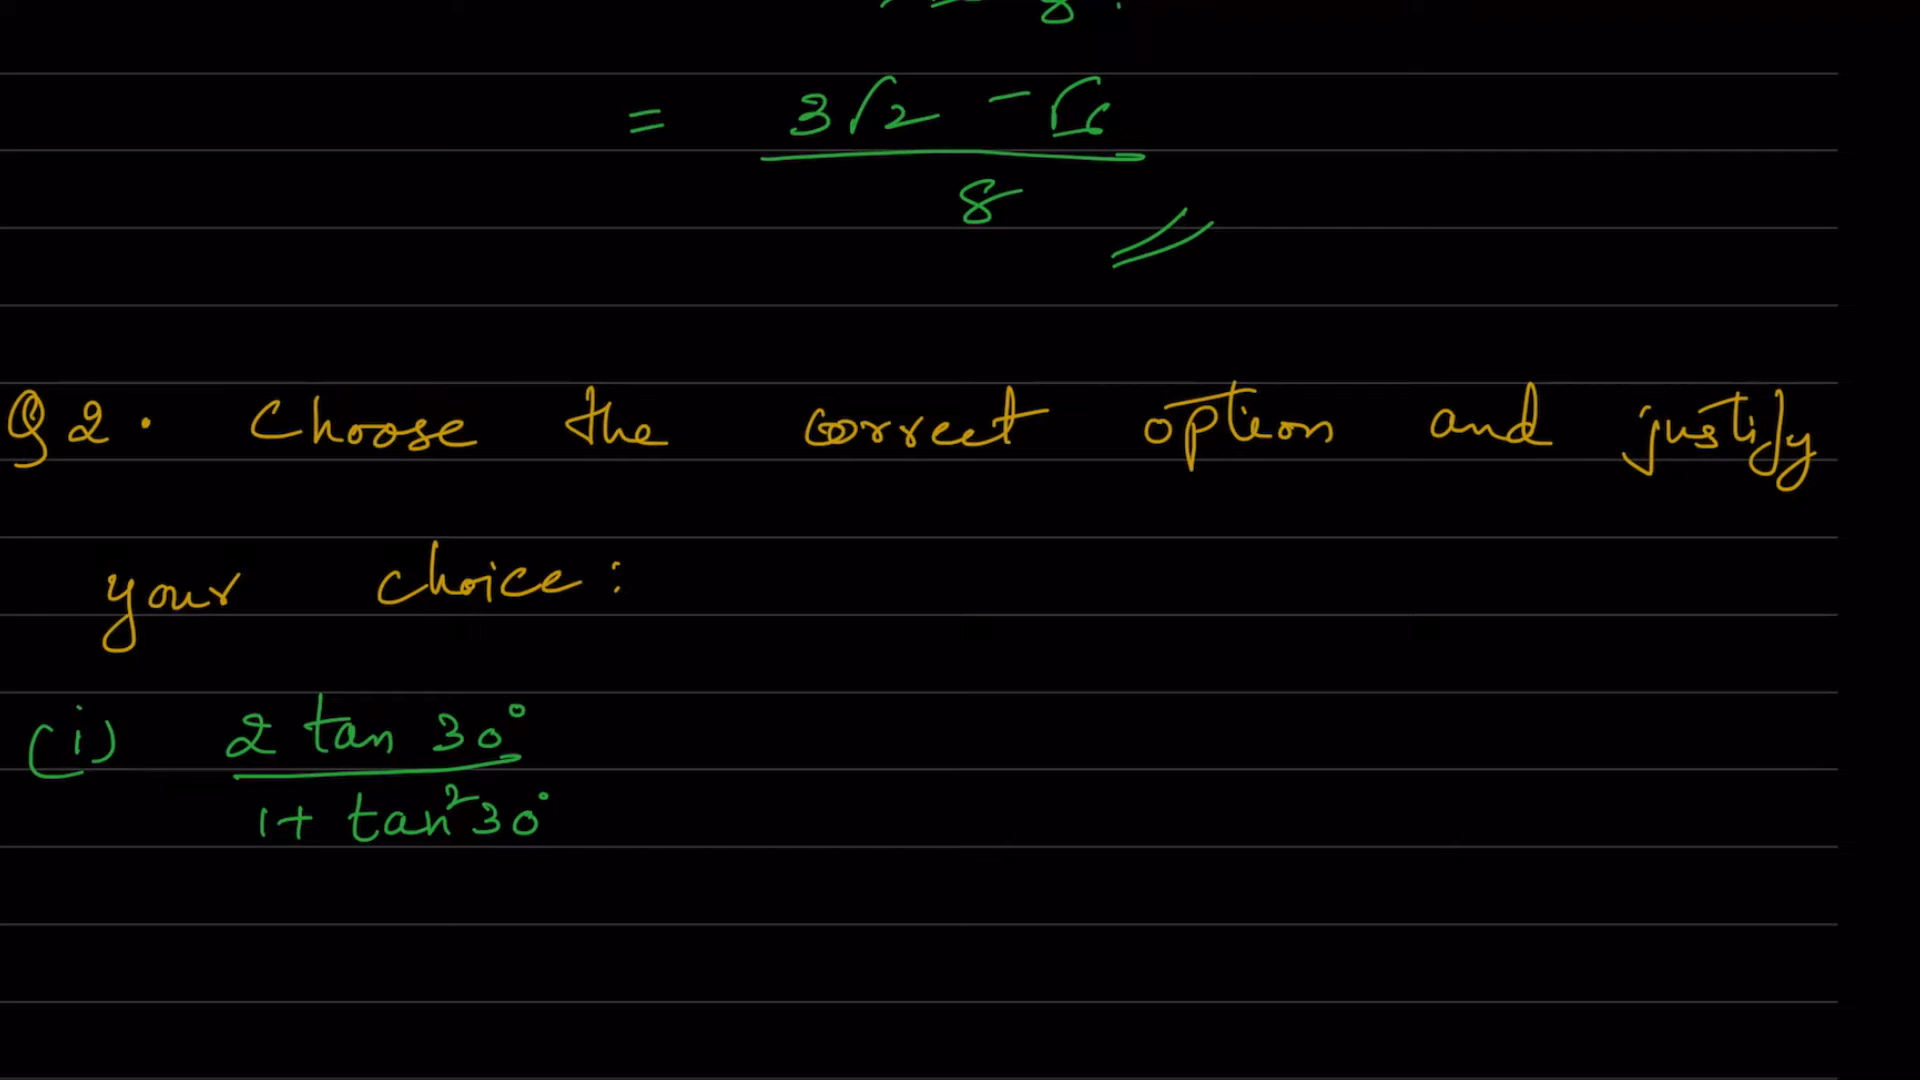 = 3√2 - √6
8
Q2. Choose the correct option and justify
your choice:
(i) 2 tan 30°
1+ tan²30°